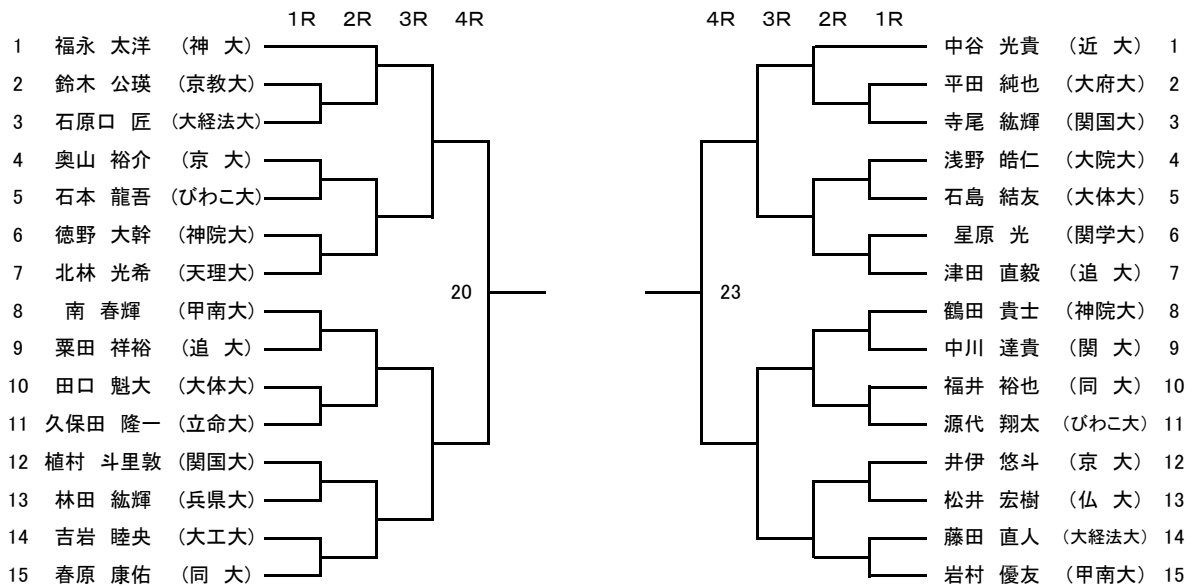 １R　２R　３R　４R　４R　３R　２R　１R
1 福永 太洋 （神 大） 中谷 光貴 （近 大） 1
2 鈴木 公瑛 （京教大） 平田 純也 （大府大） 2
3 石原口 匠 （大経法大） 寺尾 紘輝 （関国大） 3
4 奥山 裕介 （京 大） 浅野 皓仁 （大院大） 4
5 石本 龍吾 （びわこ大） 石島 結友 （大体大） 5
6 徳野 大幹 （神院大） 星原 光 （関学大） 6
7 北林 光希 （天理大） 津田 直毅 （追 大） 7
20 23
8 南 春輝 （甲南大） 鶴田 貴士 （神院大） 8
9 粟田 祥裕 （追 大） 中川 達貴 （関 大） 9
10 田口 魁大 （大体大） 福井 裕也 （同 大） 10
11 久保田 隆一 （立命大） 源代 翔太 （びわこ大） 11
12 植村 斗里敦 （関国大） 井伊 悠斗 （京 大） 12
13 林田 紘輝 （兵県大） 松井 宏樹 （仏 大） 13
14 吉岩 睦央 （大工大） 藤田 直人 （大経法大） 14
15 春原 康佑 （同 大） 岩村 優友 （甲南大） 15